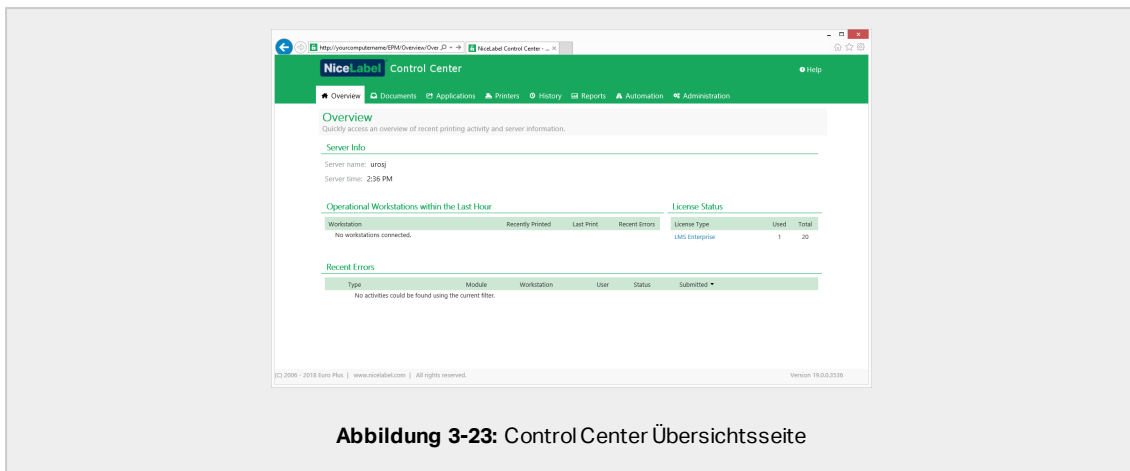 http://yourcomputername/EPM/Overview/Over
NiceLabel Control Center - ...
NiceLabel Control Center
Help
Overview Documents Applications Printers History Reports Automation Administration
Overview
Quickly access an overview of recent printing activity and server information.
Server Info
Server name: urosj
Server time: 2:36 PM
Operational Workstations within the Last Hour
Workstation Recently Printed Last Print Recent Errors
No workstations connected.
License Status
License Type Used Total
LMS Enterprise 1 20
Recent Errors
Type Module Workstation User Status Submitted
No activities could be found using the current filter.
(C) 2006 - 2018 Euro Plus | www.nicelabel.com | All rights reserved.
Version 19.0.0.3536
Abbildung 3-23: Control Center Übersichtsseite